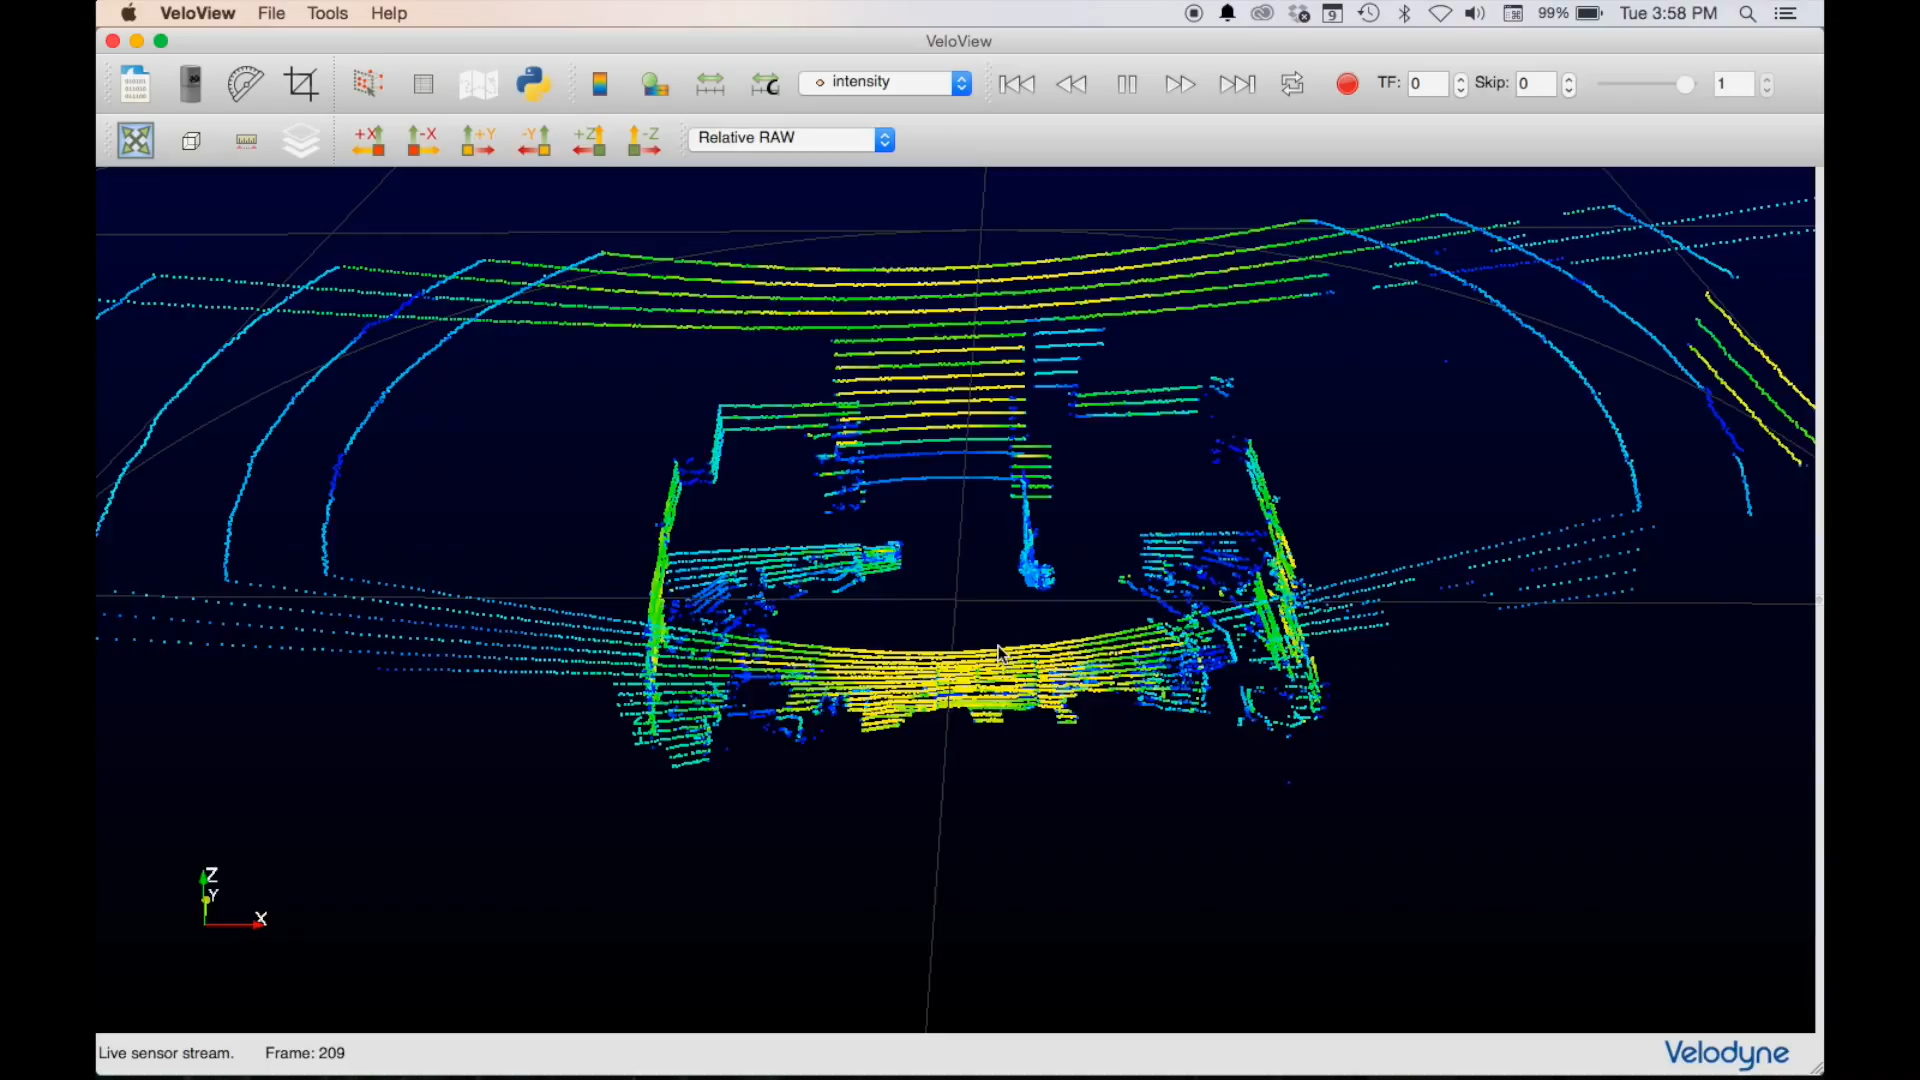 VeloView File Tools Help 9 99% Tue 3:58 PM
VeloView
intensity TF: 0 Skip: 0 1
+X -X +Y -Y +Z -Z Relative RAW
Z
Y
X
Live sensor stream. Frame: 209 Velodyne